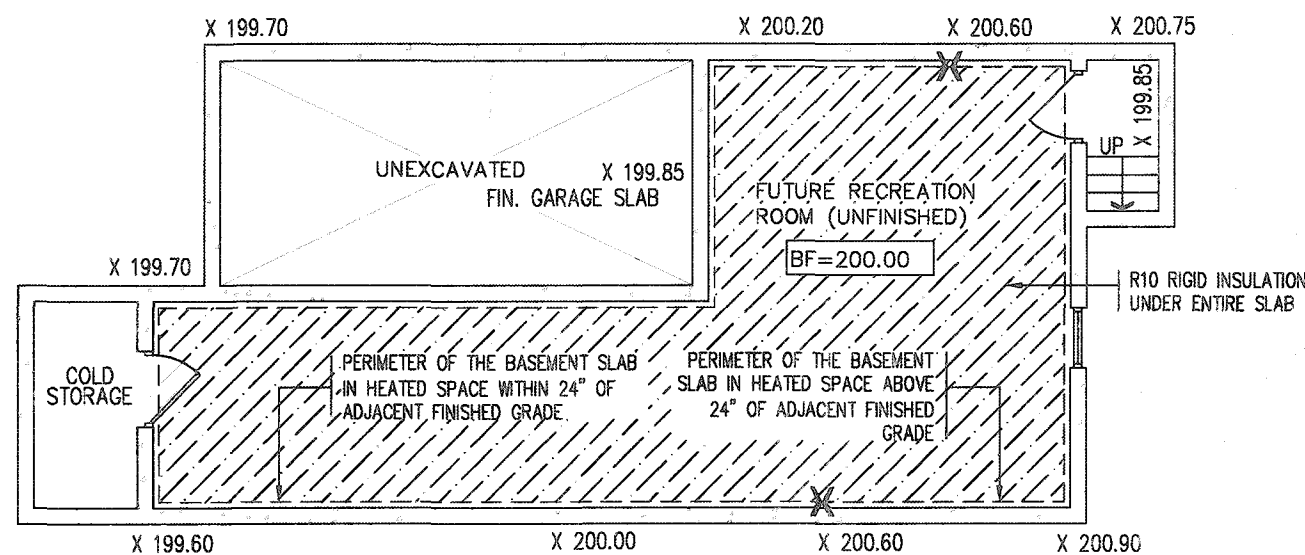 X 199.70
X 200.20
X 200.60
X 200.75
X 199.85
UP
UNEXCAVATED
X 199.85
FIN. GARAGE SLAB
FUTURE RECREATION
ROOM (UNFINISHED)
BF=200.00
X 199.70
R10 RIGID INSULATION
UNDER ENTIRE SLAB
COLD
STORAGE
PERIMETER OF THE BASEMENT SLAB
IN HEATED SPACE WITHIN 24" OF
ADJACENT FINISHED GRADE
PERIMETER OF THE BASEMENT
SLAB IN HEATED SPACE ABOVE
24" OF ADJACENT FINISHED
GRADE
X 199.60
X 200.00
X 200.60
X 200.90